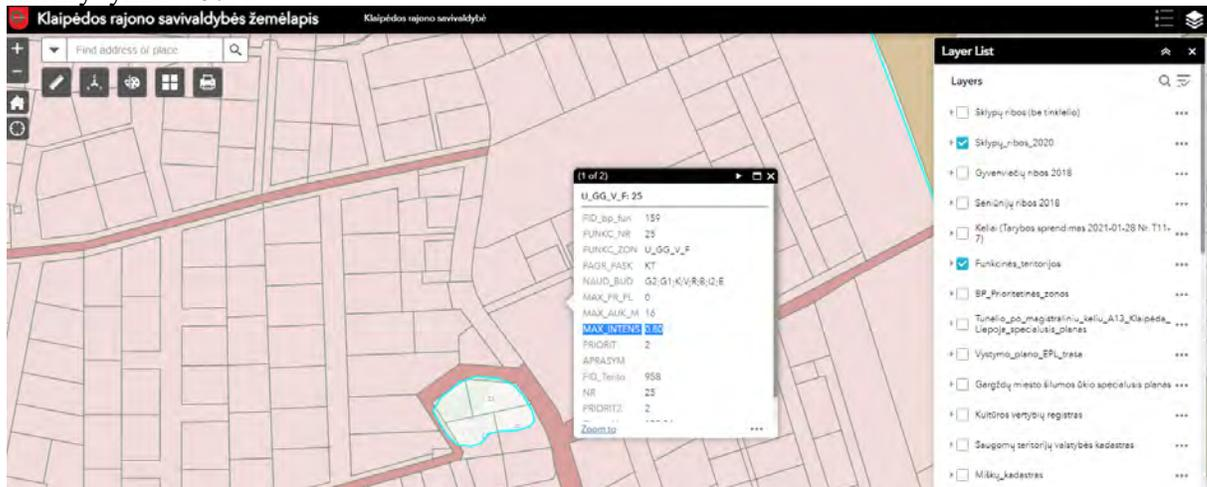 Klaipėdos rajono savivaldybės žemėlapis
Klaipėdos rajono savivaldybė
Find address or place
(1 of 2)
U_GG_V_F: 25
FID_bp_fun 159
FUNKC_NR 25
FUNKC_ZON U_GG_V_F
PAGR_PASK KT
NAUD_BUD G2;G1;K;V;R;B;I2;E
MAX_PR_PL 0
MAX_AUK_M 16
MAX_INTENS 0.80
PRIORIT 2
APRASYM
FID_Terito 958
NR 25
PRIORIT2 2
Zoom to
Layer List
Layers
Sklypų ribos (be tinklelio)
Sklypų_ribos_2020
Gyvenviečių ribos 2018
Seniūnijų ribos 2018
Keliai (Tarybos sprendimas 2021-01-28 Nr. T11-7)
Funkcinės_teritorijos
BP_Prioritetinės_zonos
Tunelio_po_magistraliniu_keliu_A13_Klaipėda_
Liepoja_specialusis_planas
Vystymo_plano_EPL_trasa
Gargždų miesto šilumos ūkio specialusis planas
Kultūros vertybių registras
Saugomų teritorijų valstybės kadastras
Miškų_kadastras